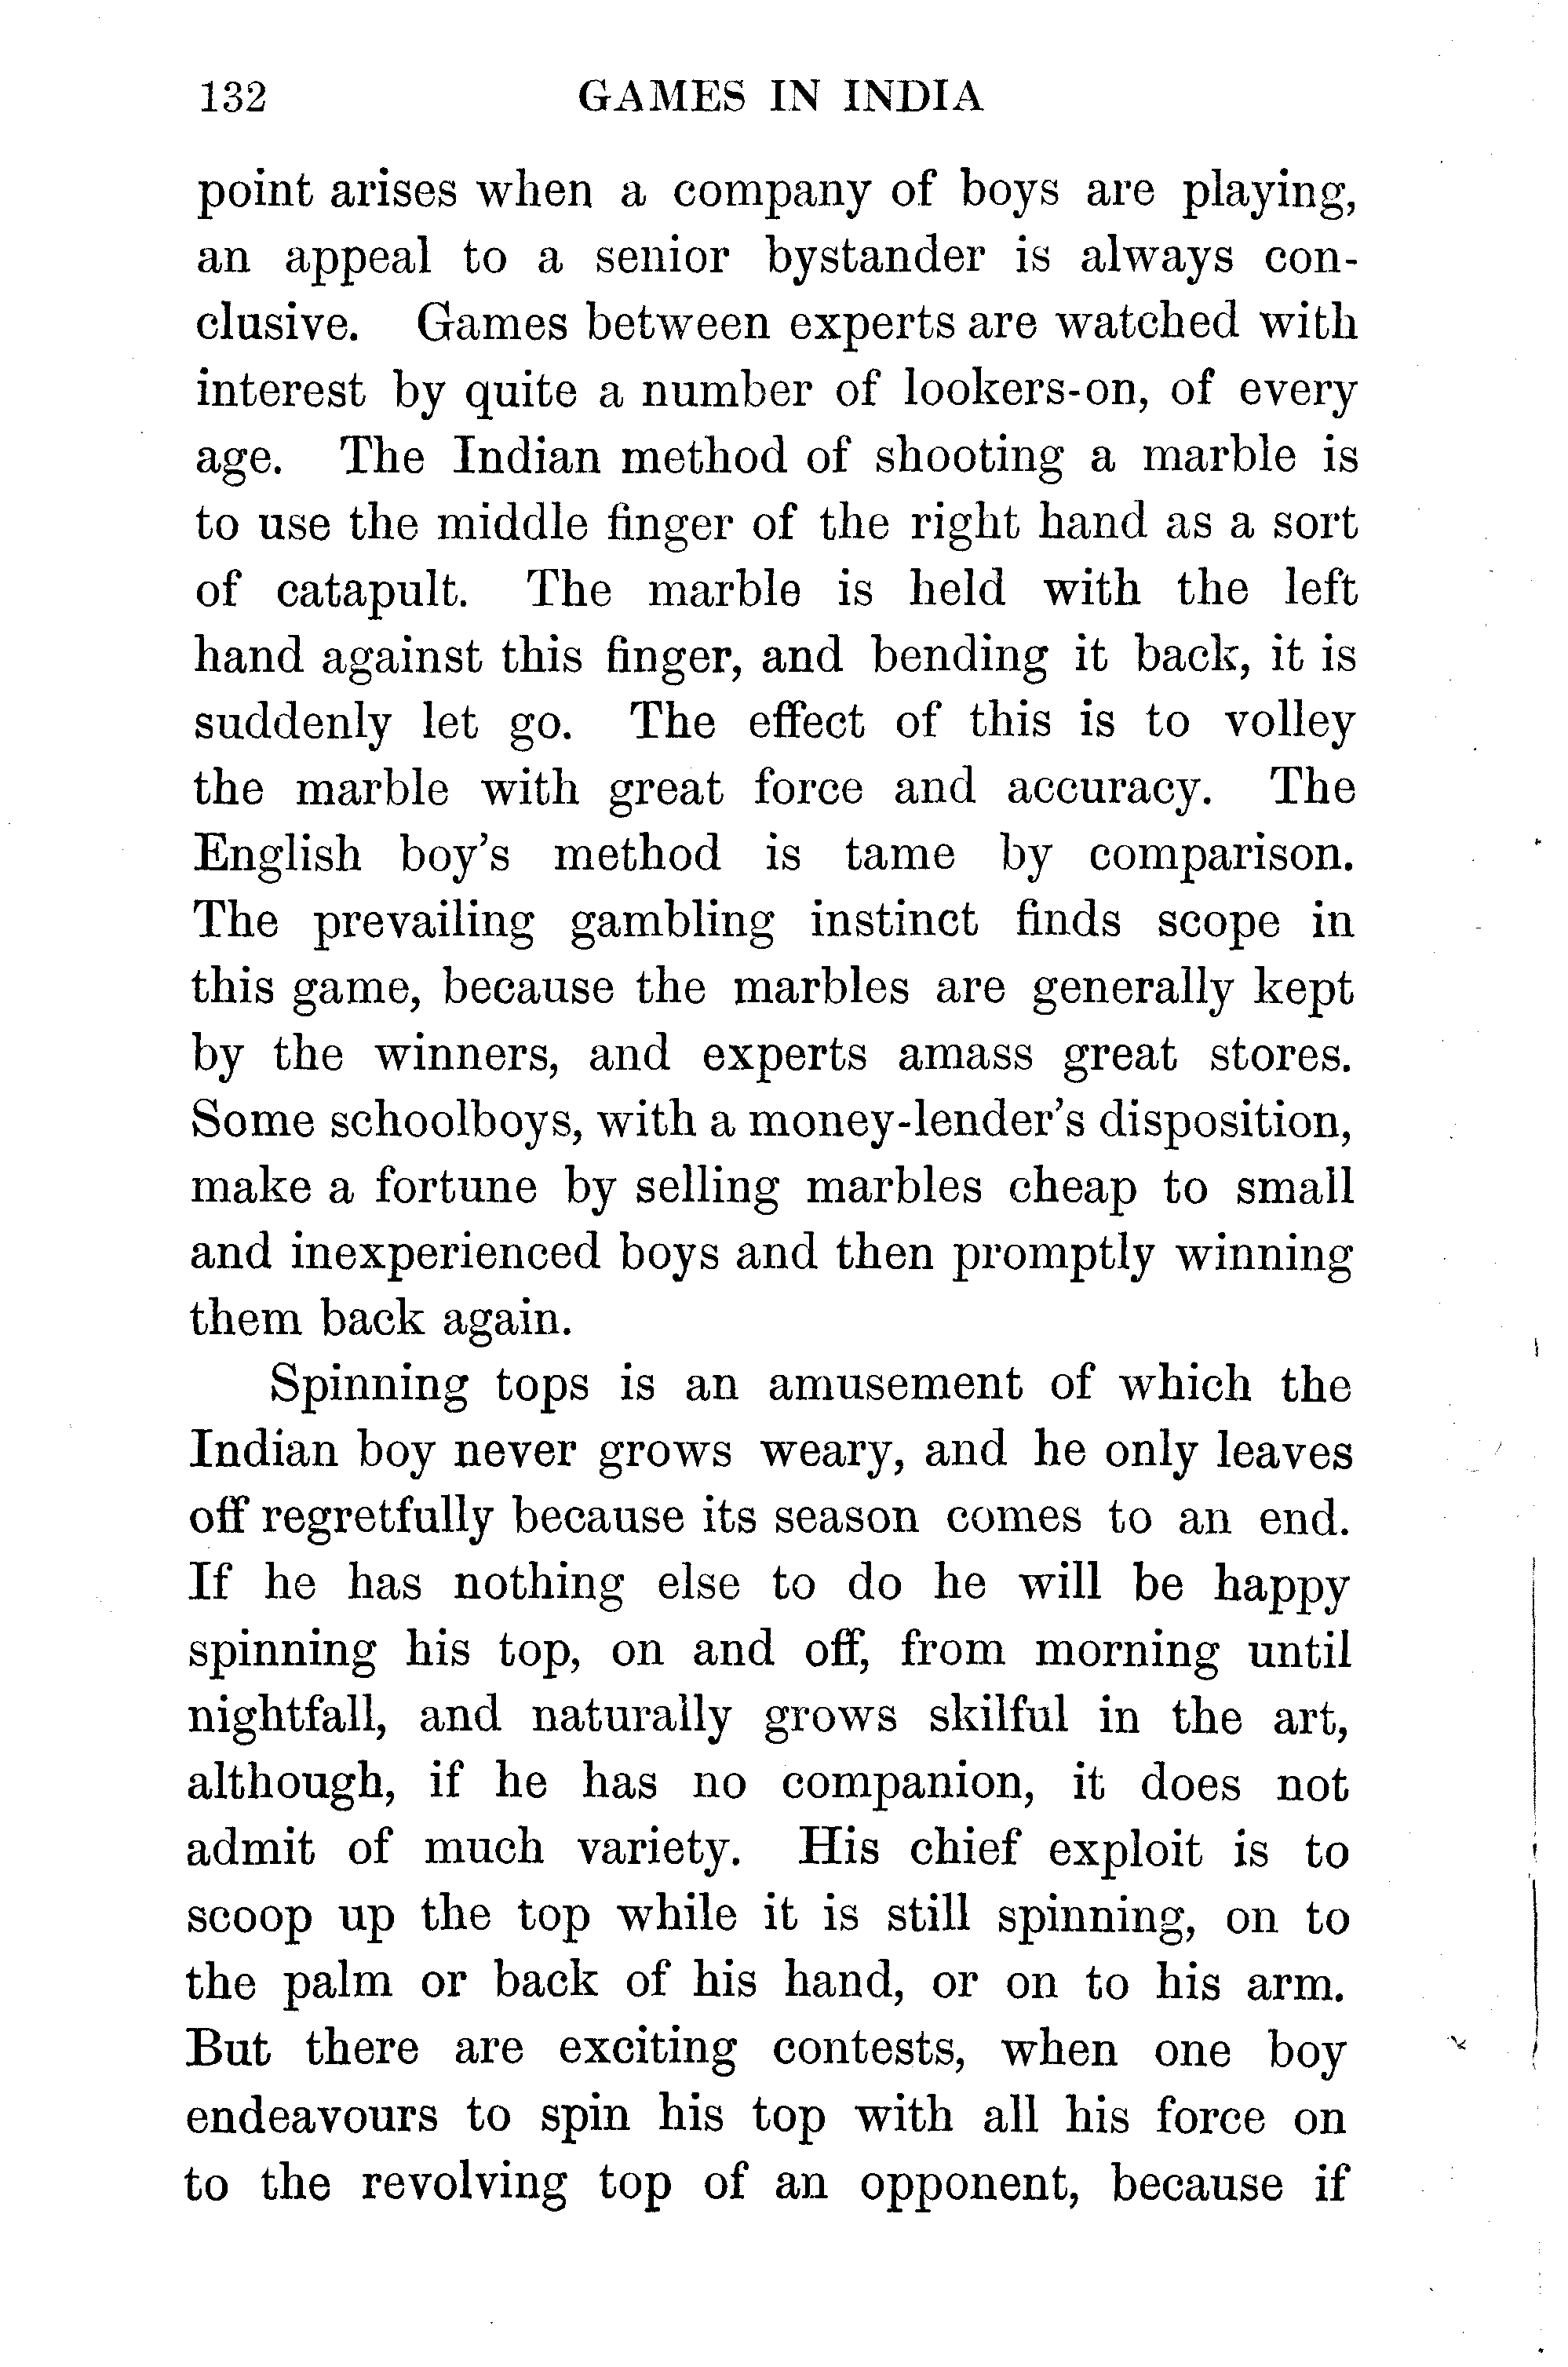 132 GAMES IN INDIA
point arises when a company of boys are playing,
an appeal to a senior bystander is always con-
clusive. Games between experts are watched with
interest by quite a number of lookers-on, of every
age. The Indian method of shooting a marble is
to use the middle finger of the right hand as a sort
of catapult. The marble is held with the left
hand against this finger, and bending it back, it is
suddenly let go. The effect of this is to volley
the marble with great force and accuracy. The
English boy's method is tame by comparison.
The prevailing gambling instinct finds scope in
this game, because the marbles are generally kept
by the winners, and experts amass great stores.
Some schoolboys, with a money-lender's disposition,
make a fortune by selling marbles cheap to small
and inexperienced boys and then promptly winning
them back again.
Spinning tops is an amusement of which the
Indian boy never grows weary, and he only leaves
off regretfully because its season comes to an end.
If he has nothing else to do he will be happy
spinning his top, on and off, from morning until
nightfall, and naturally grows skilful in the art,
although, if he has no companion, it does not
admit of much variety. His chief exploit is to
scoop up the top while it is still spinning, on to
the palm or back of his hand, or on to his arm.
But there are exciting contests, when one boy
endeavours to spin his top with all his force on
to the revolving top of an opponent, because if